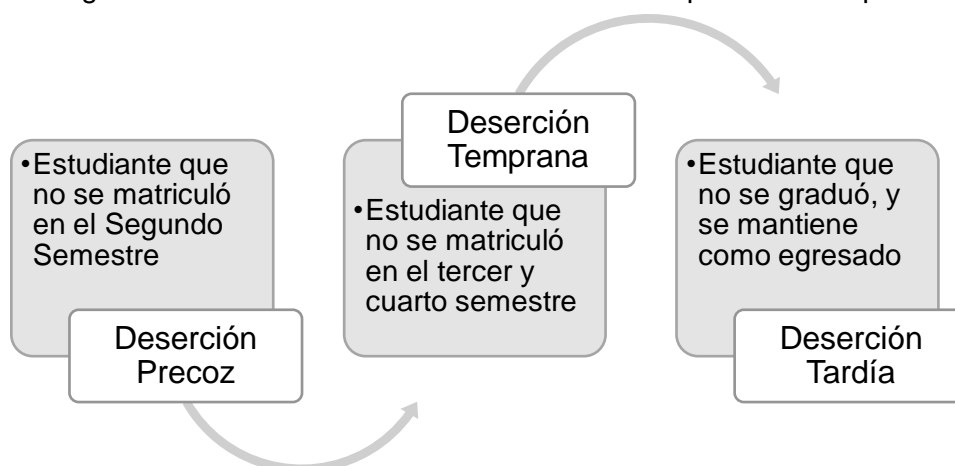 •Estudiante que
no se matriculó
en el Segundo
Semestre
Deserción
Precoz
Deserción
Temprana
•Estudiante que
no se matriculó
en el tercer y
cuarto semestre
•Estudiante que
no se graduó, y
se mantiene
como egresado
Deserción
Tardía